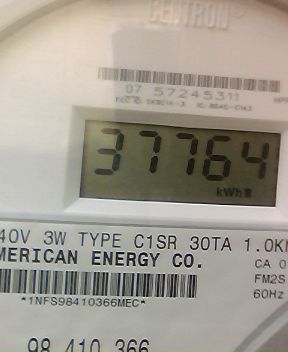 CENTRON
07 57245311
37764
kWh
40V 3W TYPE C1SR 30TA 1.0K
MERICAN ENERGY CO.
CA 0
FM2S
60Hz
*1NFS98410366MEC*
98 410 366